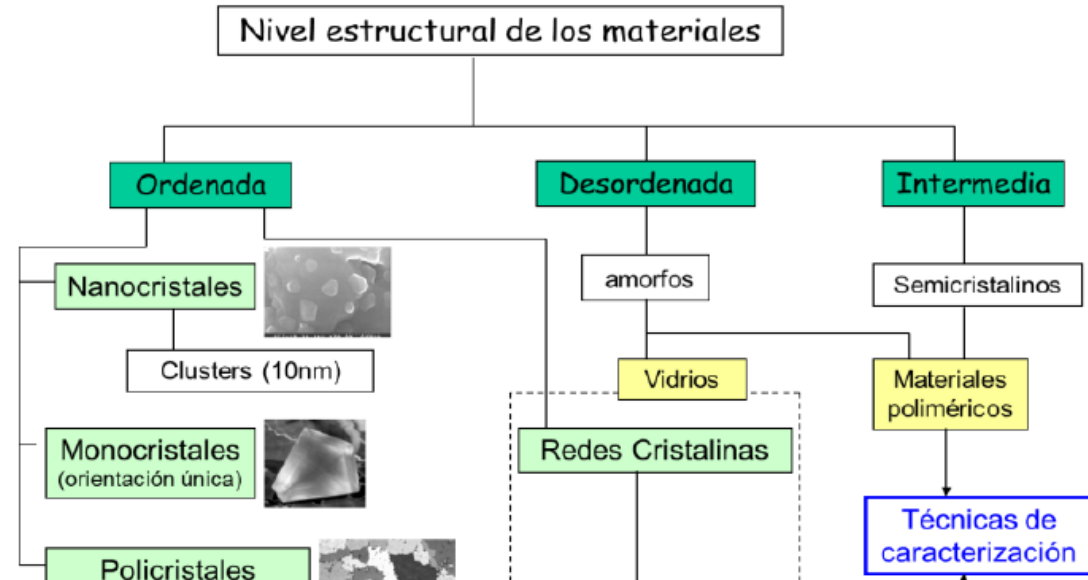 Nivel estructural de los materiales
Ordenada
Desordenada
Intermedia
Nanocristales
amorfos
Semicristalinos
Clusters (10nm)
Vidrios
Materiales
poliméricos
Monocristales
(orientación única)
Redes Cristalinas
Técnicas de
caracterización
Policristales